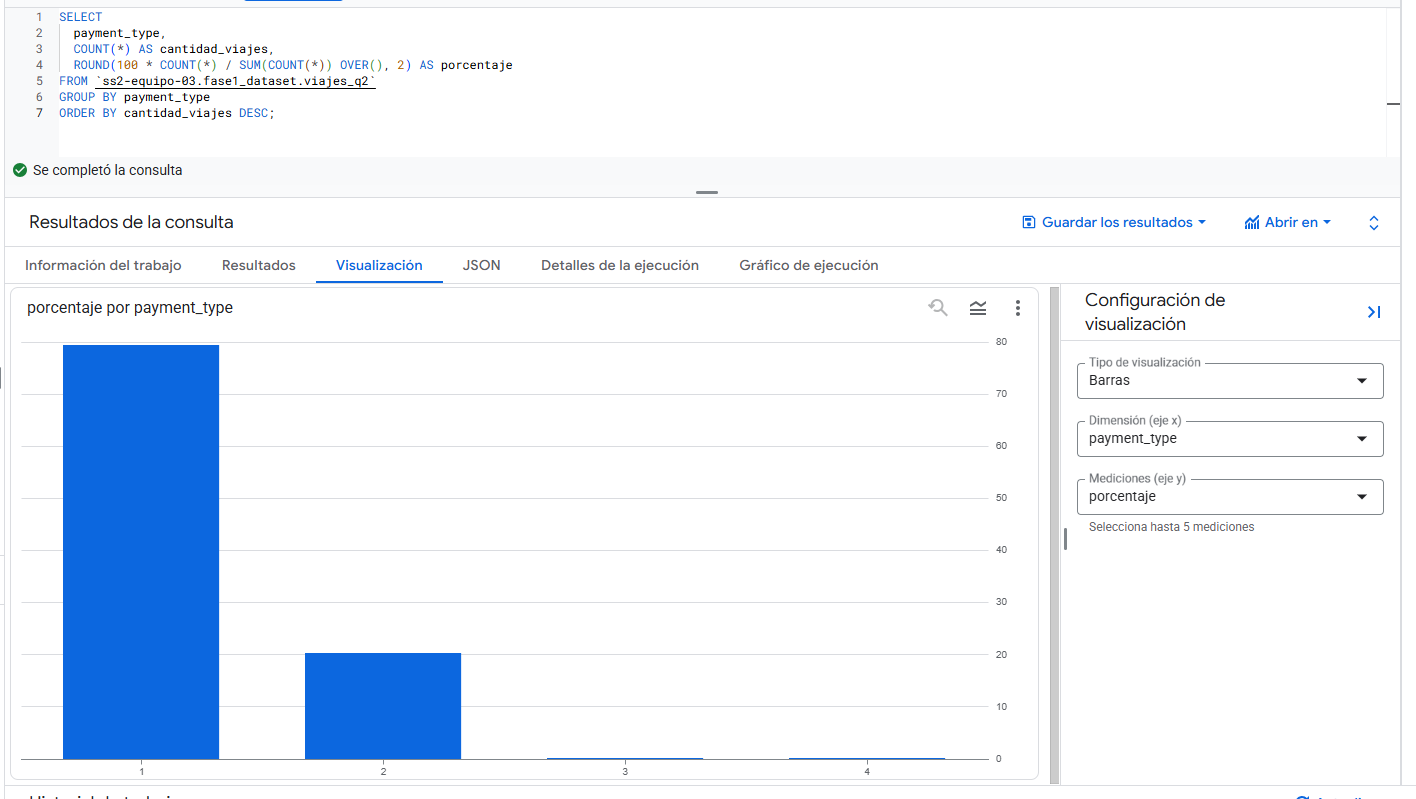 1 SELECT
2 payment_type,
3 COUNT(*) AS cantidad_viajes,
4 ROUND(100 * COUNT(*) / SUM(COUNT(*)) OVER(), 2) AS porcentaje
5 FROM `ss2-equipo-03.fase1_dataset.viajes_q2`
6 GROUP BY payment_type
7 ORDER BY cantidad_viajes DESC;
Se completó la consulta
Resultados de la consulta
Guardar los resultados
Abrir en
Información del trabajo
Resultados
Visualización
JSON
Detalles de la ejecución
Gráfico de ejecución
porcentaje por payment_type
80
70
60
50
40
30
20
10
0
1 2 3 4
Configuración de
visualización
Tipo de visualización
Barras
Dimensión (eje x)
payment_type
Mediciones (eje y)
porcentaje
Selecciona hasta 5 mediciones